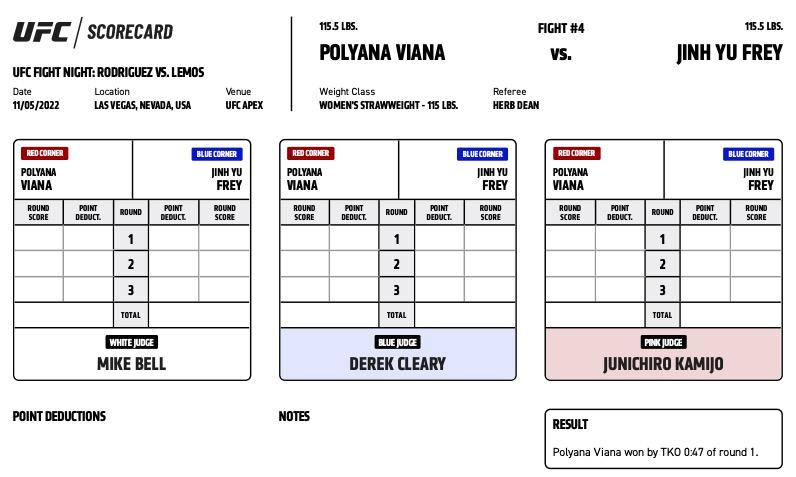 UFC / SCORECARD
UFC FIGHT NIGHT: RODRIGUEZ VS. LEMOS
Date Location Venue
11/05/2022 LAS VEGAS, NEVADA, USA UFC APEX
115.5 LBS. FIGHT #4 115.5 LBS.
POLYANA VIANA VS. JINH YU FREY
Weight Class Referee
WOMEN'S STRAWWEIGHT - 115 LBS. HERB DEAN
RED CORNER BLUE CORNER
POLYANA JINH YU
VIANA FREY
ROUND SCORE POINT DEDUCT. ROUND POINT DEDUCT. ROUND SCORE
1
2
3
TOTAL
WHITE JUDGE
MIKE BELL
RED CORNER BLUE CORNER
POLYANA JINH YU
VIANA FREY
ROUND SCORE POINT DEDUCT. ROUND POINT DEDUCT. ROUND SCORE
1
2
3
TOTAL
BLUE JUDGE
DEREK CLEARY
RED CORNER BLUE CORNER
POLYANA JINH YU
VIANA FREY
ROUND SCORE POINT DEDUCT. ROUND POINT DEDUCT. ROUND SCORE
1
2
3
TOTAL
PINK JUDGE
JUNICHIRO KAMIJO
POINT DEDUCTIONS
NOTES
RESULT
Polyana Viana won by TKO 0:47 of round 1.